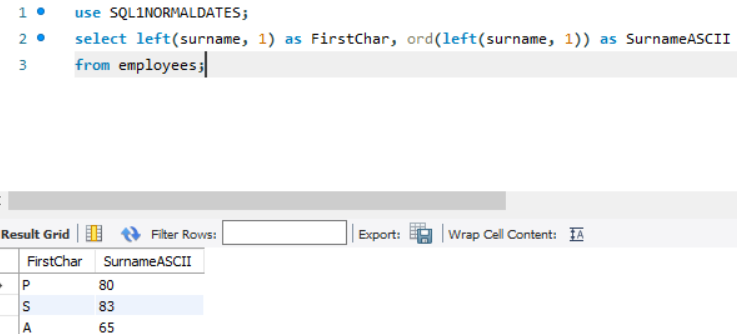 1 use SQL1NORMALDATES;
2 select left(surname, 1) as FirstChar, ord(left(surname, 1)) as SurnameASCII
3 from employees;
Result Grid Filter Rows: Export: Wrap Cell Content: IA
FirstChar SurnameASCII
P 80
S 83
A 65